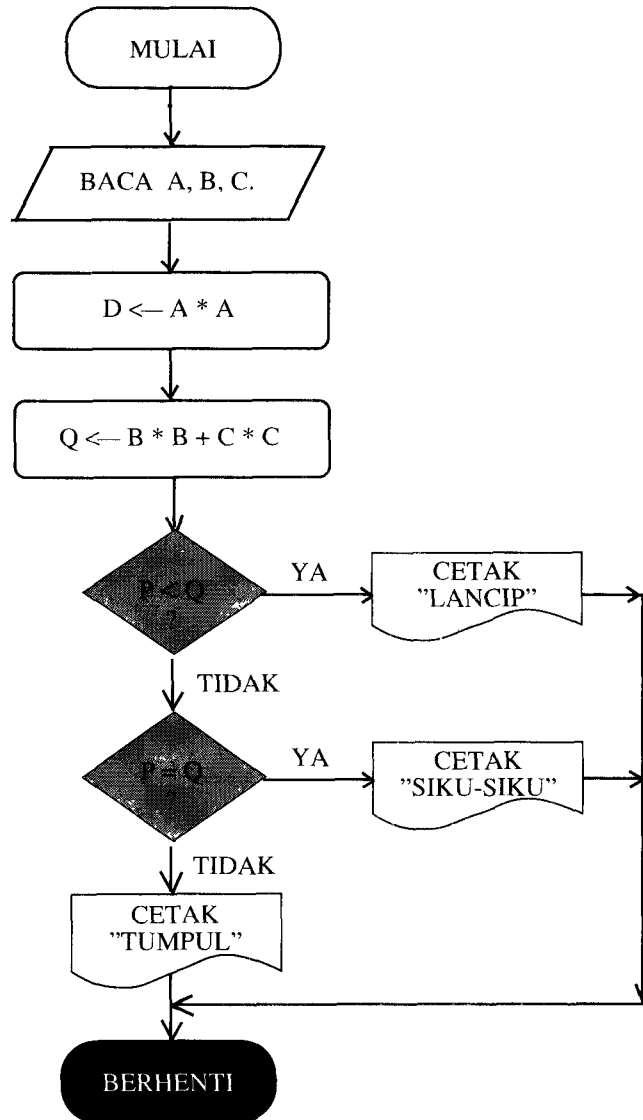 MULAI
BACA A, B, C.
D <— A * A
Q <— B * B + C * C
P < Q
?
YA
CETAK
"LANCIP"
TIDAK
P = Q
?
YA
CETAK
"SIKU-SIKU"
TIDAK
CETAK
"TUMPUL"
BERHENTI